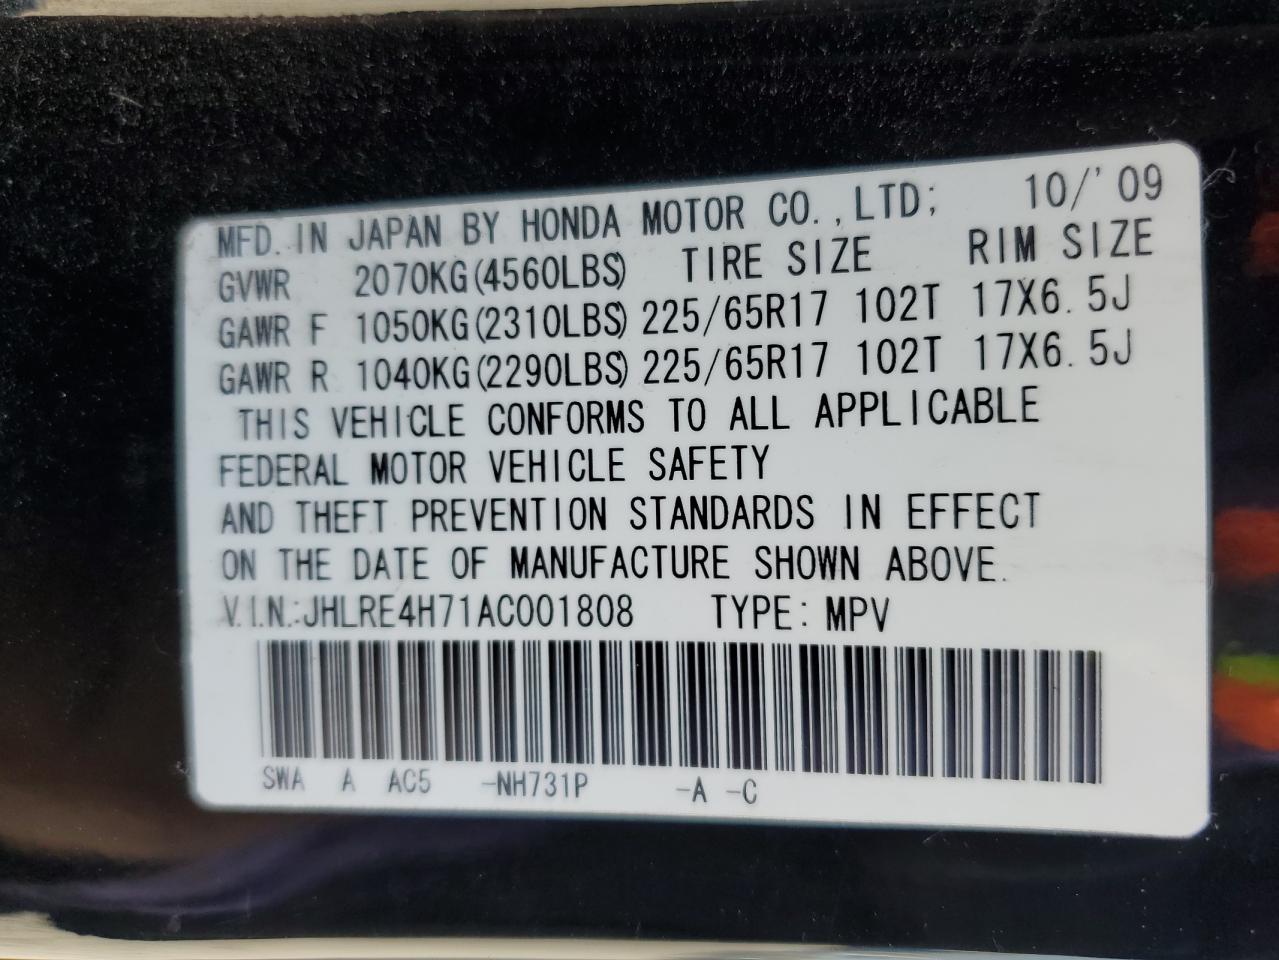 MFD. IN JAPAN BY HONDA MOTOR CO.,LTD; 10/'09
GVWR 2070KG(4560LBS) TIRE SIZE RIM SIZE
GAWR F 1050KG(2310LBS) 225/65R17 102T 17X6.5J
GAWR R 1040KG(2290LBS) 225/65R17 102T 17X6.5J
THIS VEHICLE CONFORMS TO ALL APPLICABLE
FEDERAL MOTOR VEHICLE SAFETY
AND THEFT PREVENTION STANDARDS IN EFFECT
ON THE DATE OF MANUFACTURE SHOWN ABOVE.
V.I.N.:JHLRE4H71AC001808 TYPE: MPV
SWA A AC5 -NH731P -A -C